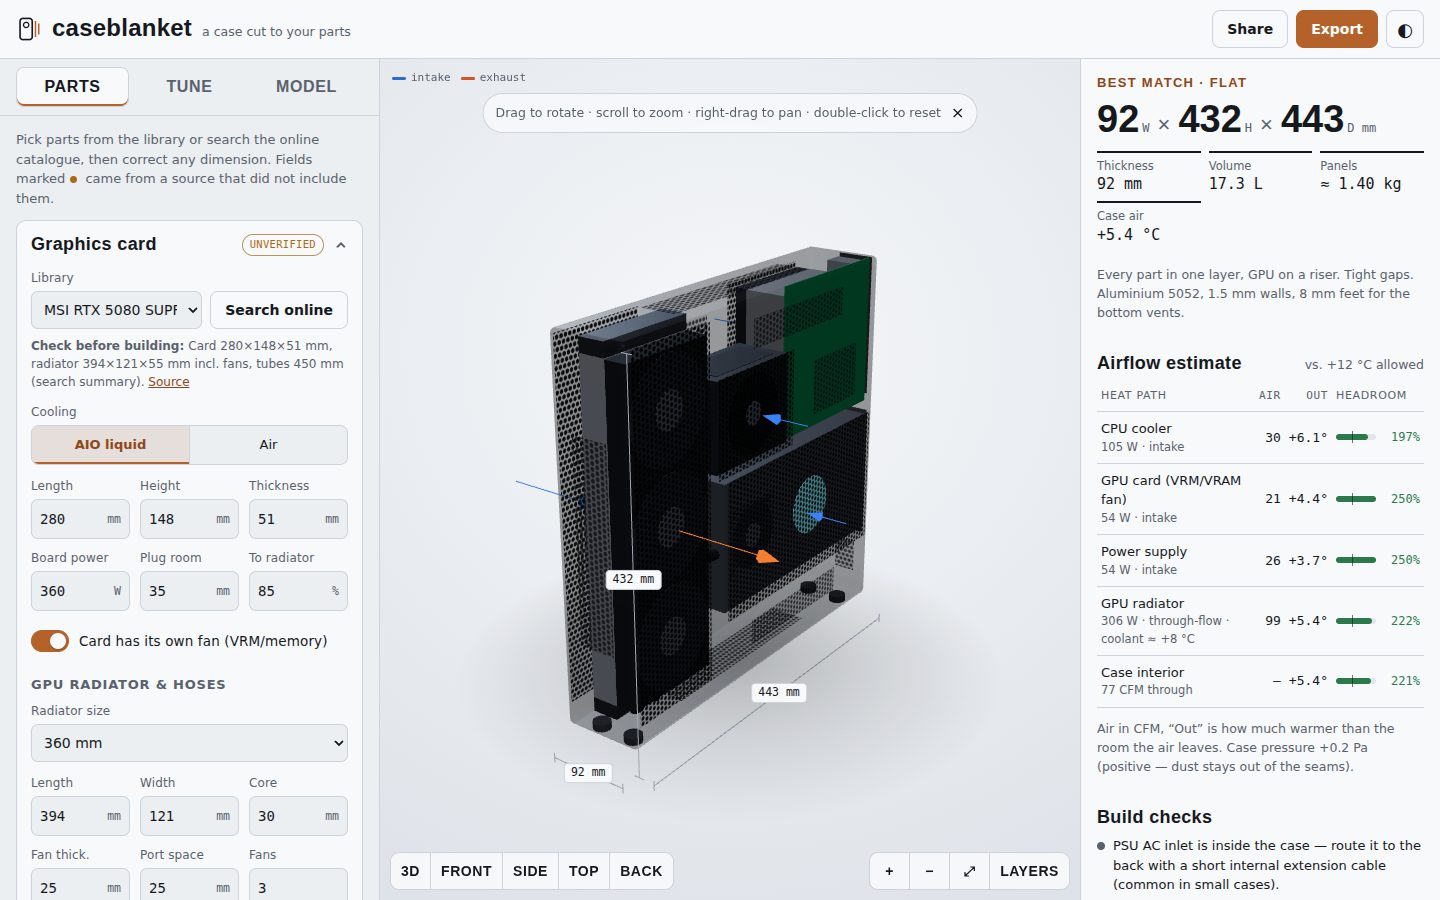 caseblanket a case cut to your parts
Share Export
PARTS TUNE MODEL
Pick parts from the library or search the online
catalogue, then correct any dimension. Fields
marked ● came from a source that did not include
them.
Graphics card UNVERIFIED
Library
MSI RTX 5080 SUPF Search online
Check before building: Card 280×148×51 mm,
radiator 394×121×55 mm incl. fans, tubes 450 mm
(search summary). Source
Cooling
AIO liquid Air
Length Height Thickness
280 mm 148 mm 51 mm
Board power Plug room To radiator
360 W 35 mm 85 %
Card has its own fan (VRM/memory)
GPU RADIATOR & HOSES
Radiator size
360 mm
Length Width Core
394 mm 121 mm 30 mm
Fan thick. Port space Fans
25 mm 25 mm 3
intake exhaust
Drag to rotate · scroll to zoom · right-drag to pan · double-click to reset ×
432 mm
443 mm
92 mm
3D FRONT SIDE TOP BACK
+ − ⤢ LAYERS
BEST MATCH · FLAT
92 W × 432 H × 443 D mm
Thickness Volume Panels
92 mm 17.3 L ≈ 1.40 kg
Case air
+5.4 °C
Every part in one layer, GPU on a riser. Tight gaps.
Aluminium 5052, 1.5 mm walls, 8 mm feet for the
bottom vents.
Airflow estimate vs. +12 °C allowed
HEAT PATH AIR OUT HEADROOM
CPU cooler 30 +6.1° 197%
105 W · intake
GPU card (VRM/VRAM
fan) 21 +4.4° 250%
54 W · intake
Power supply 26 +3.7° 250%
54 W · intake
GPU radiator
306 W · through-flow · 99 +5.4° 222%
coolant ≈ +8 °C
Case interior – +5.4° 221%
77 CFM through
Air in CFM, “Out” is how much warmer than the
room the air leaves. Case pressure +0.2 Pa
(positive — dust stays out of the seams).
Build checks
PSU AC inlet is inside the case — route it to the
back with a short internal extension cable
(common in small cases).